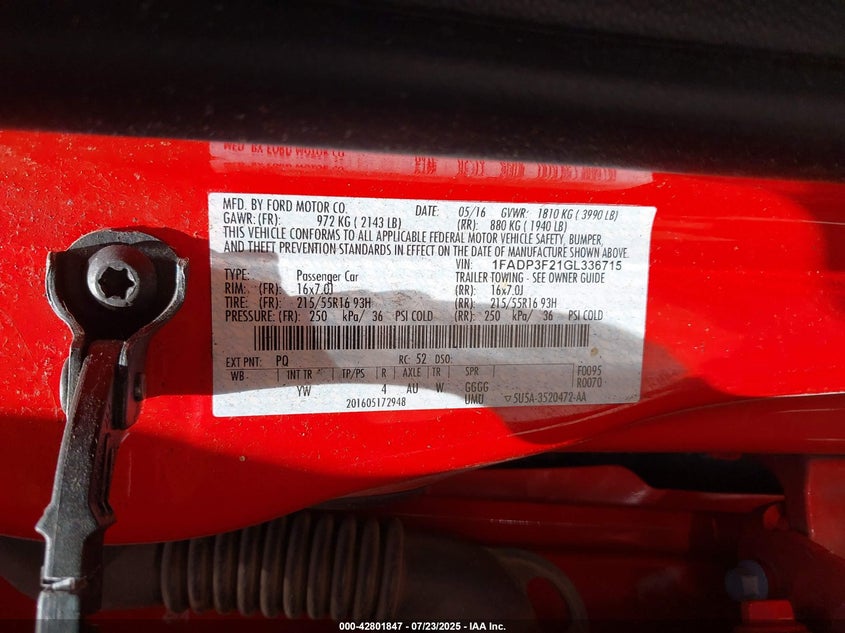 MFD. BY FORD MOTOR CO. DATE: 05/16 GVWR: 1810 KG ( 3990 LB)
GAWR: (FR): 972 KG ( 2143 LB) (RR): 880 KG ( 1940 LB)
THIS VEHICLE CONFORMS TO ALL APPLICABLE FEDERAL MOTOR VEHICLE SAFETY, BUMPER,
AND THEFT PREVENTION STANDARDS IN EFFECT ON THE DATE OF MANUFACTURE SHOWN ABOVE.
VIN: 1FADP3F21GL336715
TYPE: Passenger Car TRAILER TOWING - SEE OWNER GUIDE
RIM: (FR): 16x7.0J (RR): 16x7.0J
TIRE: (FR): 215/55R16 93H (RR): 215/55R16 93H
PRESSURE: (FR): 250 kPa/ 36 PSI COLD (RR): 250 kPa/ 36 PSI COLD
EXT PNT: PQ RC: 52 DSO:
WB INT TR TP/PS R AXLE TR SPR F0095
R0070
YW 4 AU W GGGG
201605172948 UMU ▽5U5A-3520472-AA
000-42801847 - 07/23/2025 - IAA Inc.